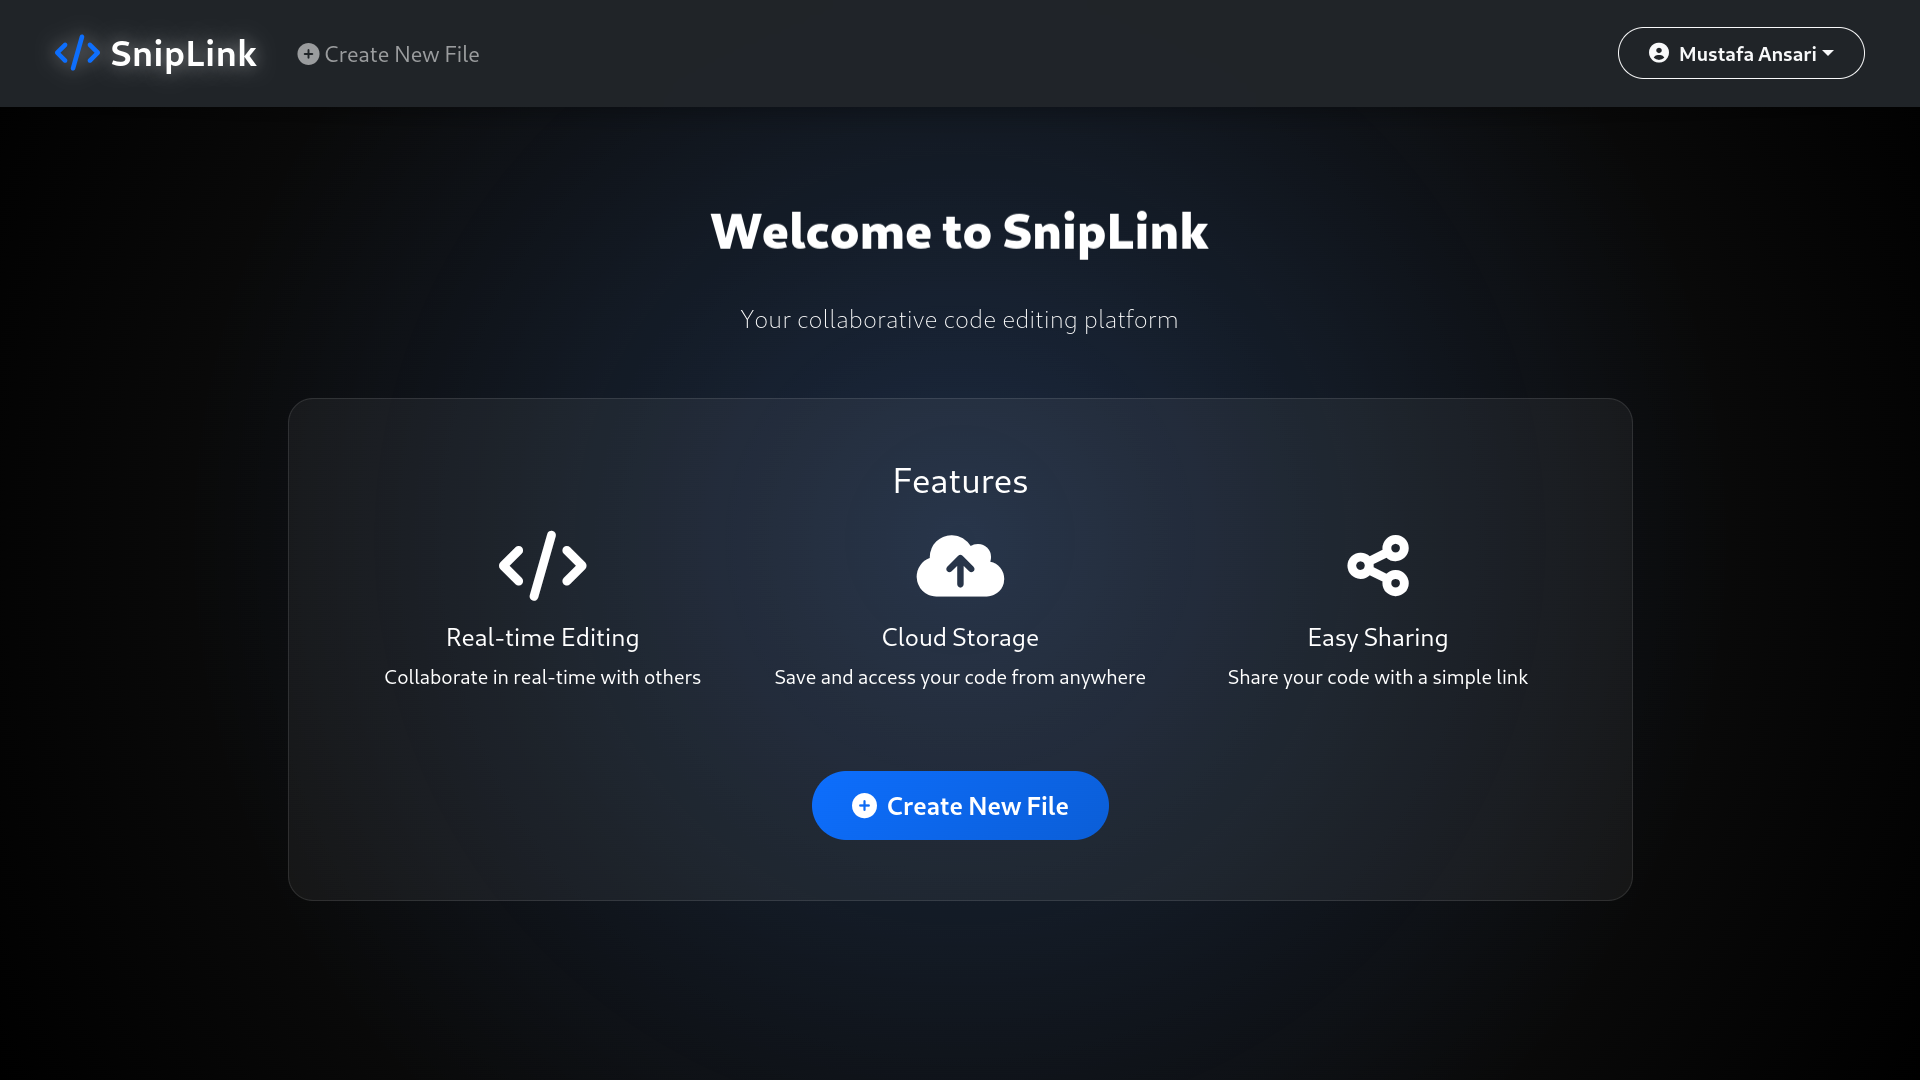 SnipLink
Create New File
Mustafa Ansari
Welcome to SnipLink
Your collaborative code editing platform
Features
Real-time Editing
Collaborate in real-time with others
Cloud Storage
Save and access your code from anywhere
Easy Sharing
Share your code with a simple link
Create New File